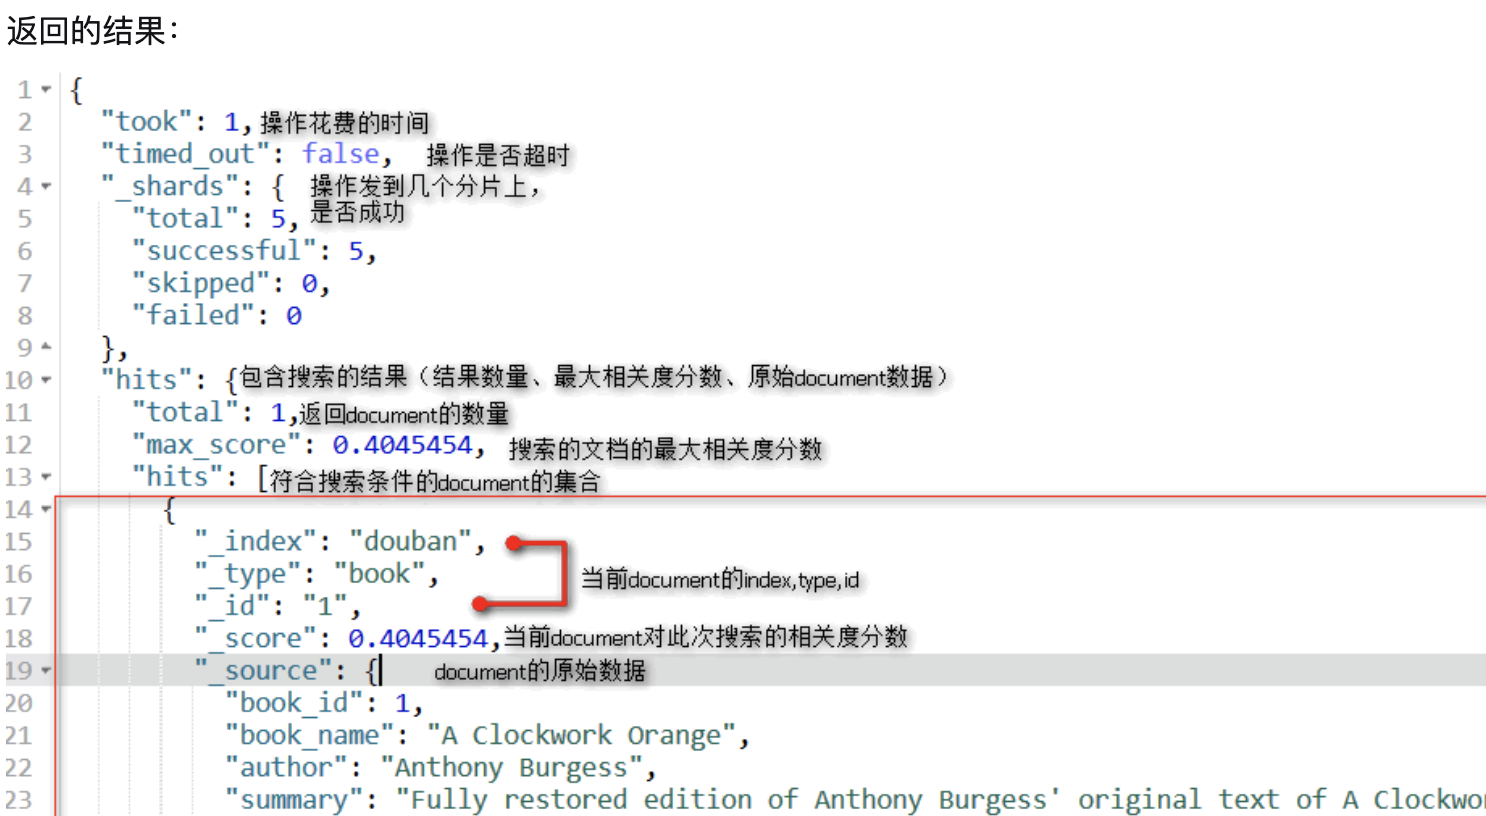 返回的结果：
1 {
2 "took": 1, 操作花费的时间
3 "timed_out": false, 操作是否超时
4 "_shards": { 操作发到几个分片上，
是否成功
5 "total": 5,
6 "successful": 5,
7 "skipped": 0,
8 "failed": 0
9 },
10 "hits": { 包含搜索的结果（结果数量、最大相关度分数、原始document数据）
11 "total": 1, 返回document的数量
12 "max_score": 0.4045454, 搜索的文档的最大相关度分数
13 "hits": [ 符合搜索条件的document的集合
14 {
15 "_index": "douban",
16 "_type": "book",
当前document的index,type,id
17 "_id": "1",
18 "_score": 0.4045454, 当前document对此次搜索的相关度分数
19 "_source": { document的原始数据
20 "book_id": 1,
21 "book_name": "A Clockwork Orange",
22 "author": "Anthony Burgess",
23 "summary": "Fully restored edition of Anthony Burgess' original text of A Clockwo